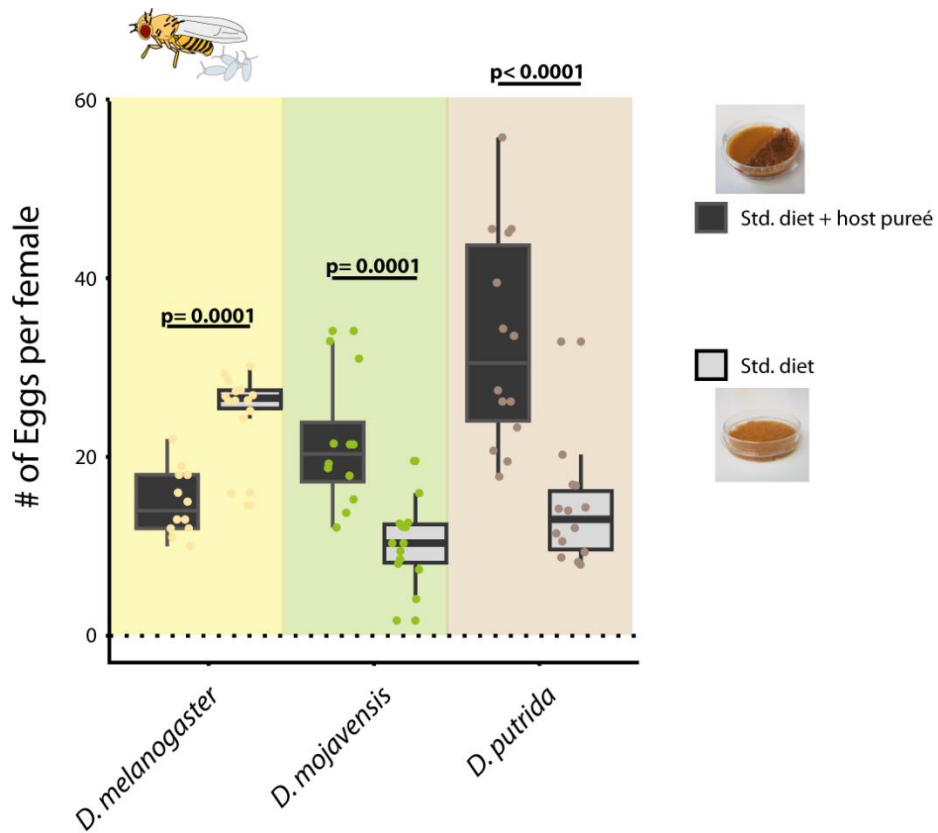 p< 0.0001
60
Std. diet + host pureé
# of Eggs per female
p= 0.0001
40
p= 0.0001
Std. diet
20
0
D. melanogaster
D. mojavensis
D. putrida